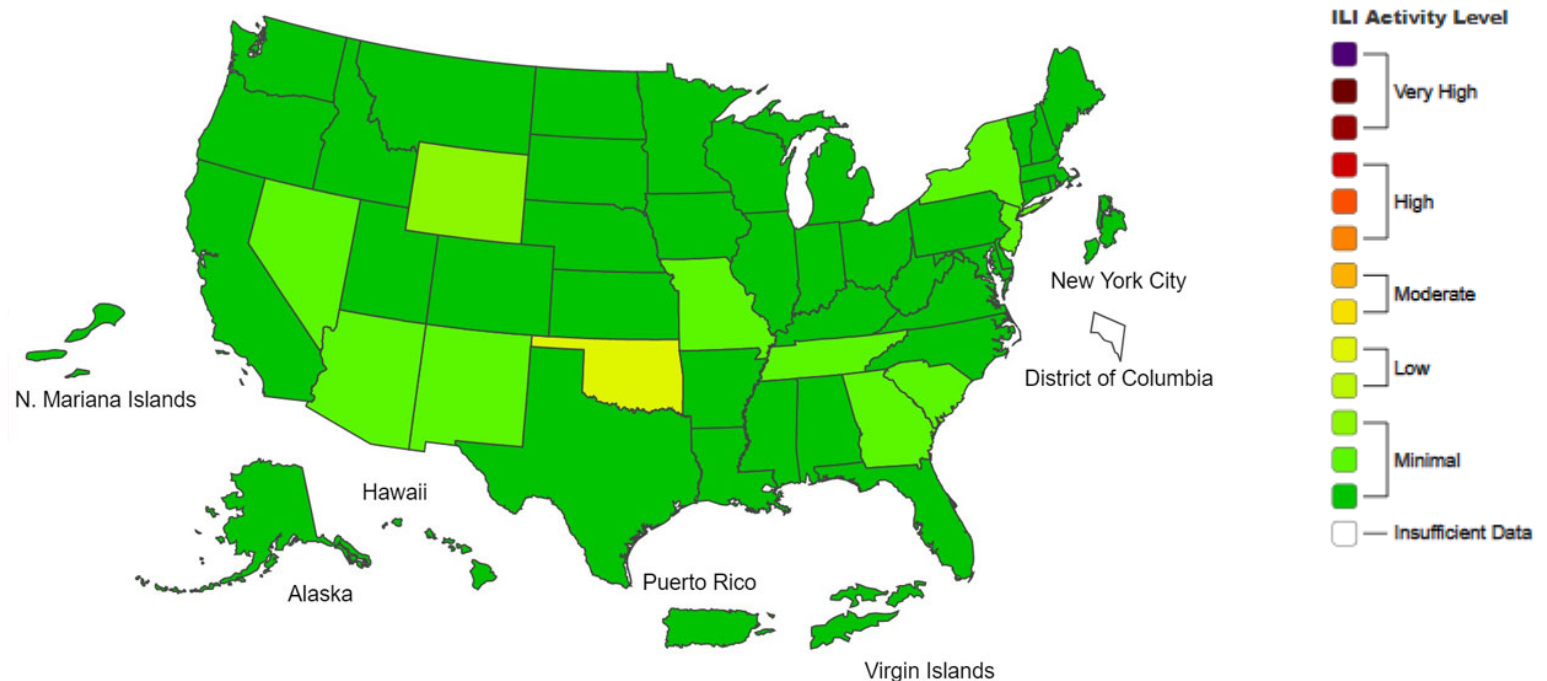 ILI Activity Level
Very High
High
Moderate
Low
Minimal
Insufficient Data
New York City
District of Columbia
N. Mariana Islands
Hawaii
Alaska
Puerto Rico
Virgin Islands